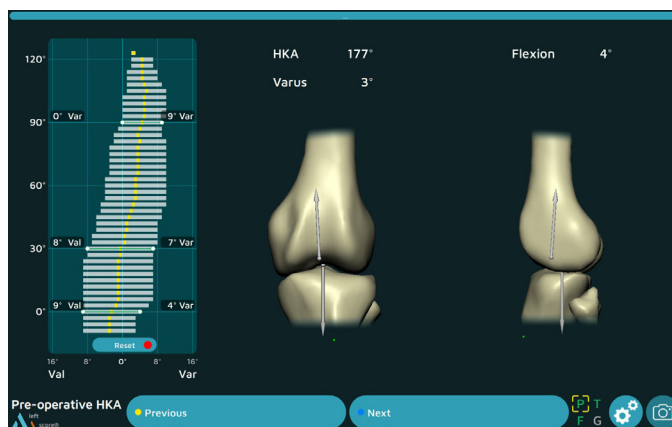 HKA 177° Flexion 4°
Varus 3°
120°
0° Var 9° Var
90°
60°
8° Val 7° Var
30°
9° Val 4° Var
0°
Reset
16° 8° 0° 8° 16°
Val Var
Pre-operative HKA
left
score®
Previous
Next
P T
F G